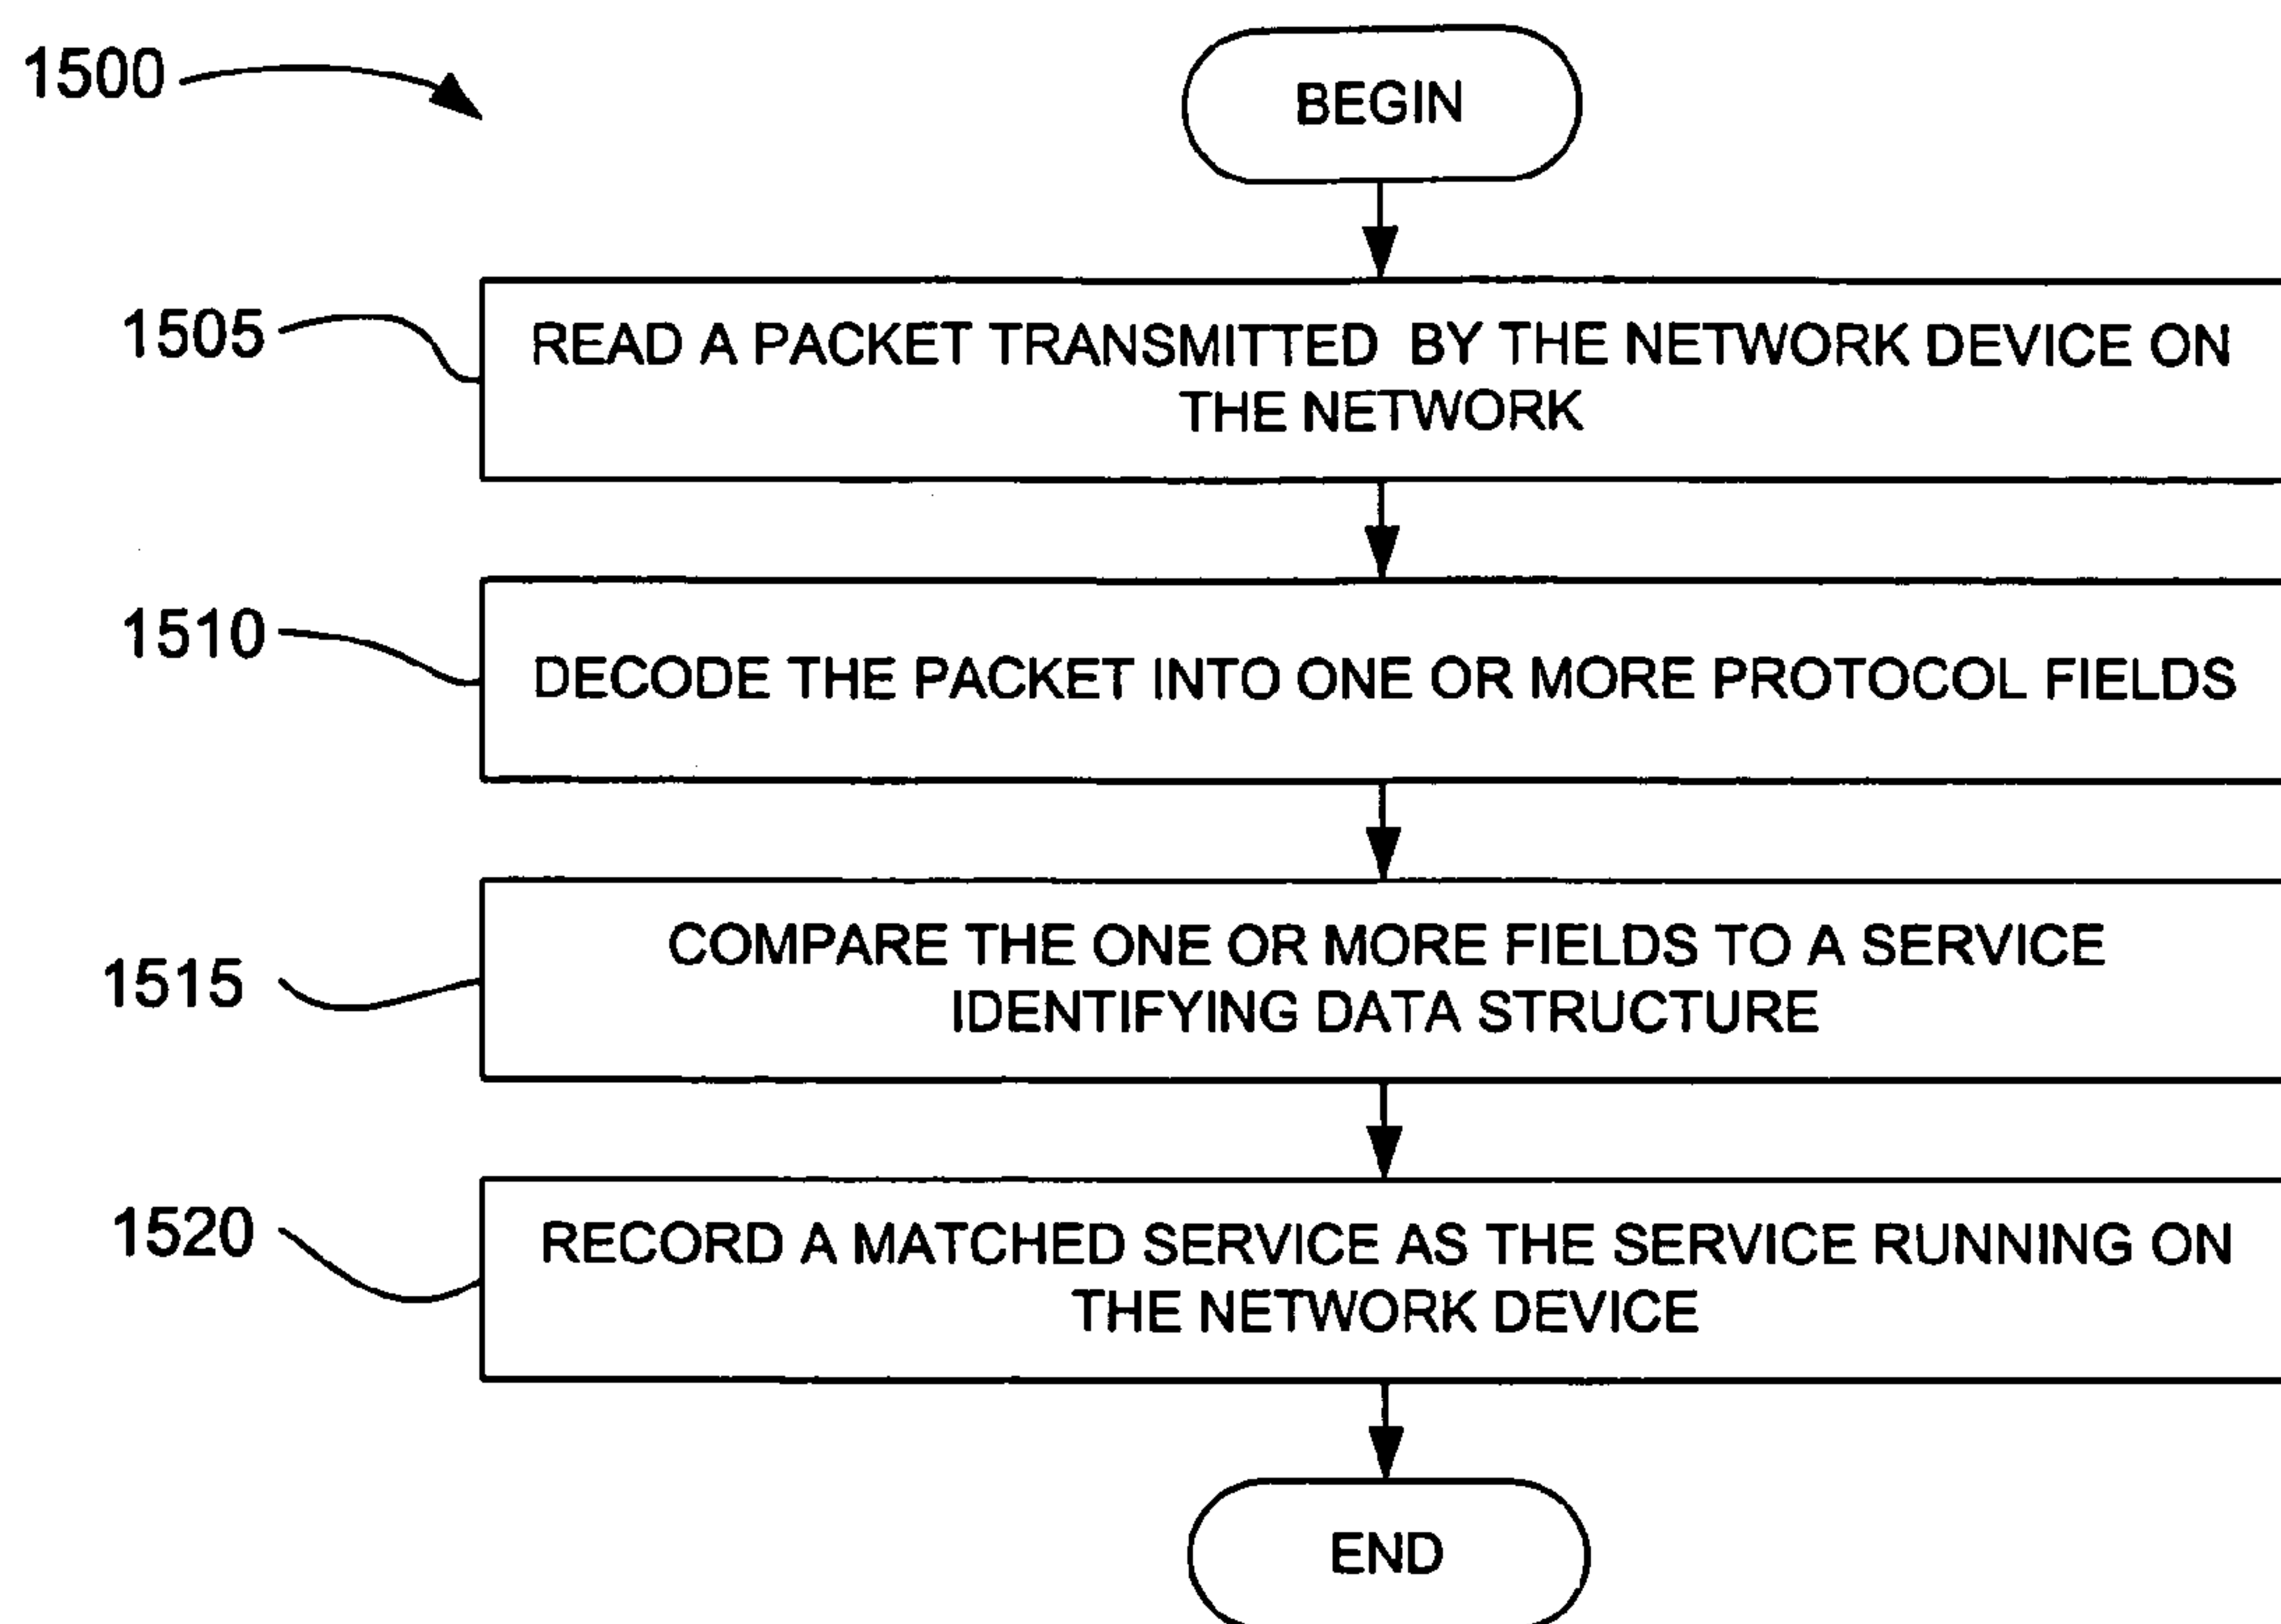 1500
BEGIN
1505
READ A PACKET TRANSMITTED BY THE NETWORK DEVICE ON
THE NETWORK
1510
DECODE THE PACKET INTO ONE OR MORE PROTOCOL FIELDS
1515
COMPARE THE ONE OR MORE FIELDS TO A SERVICE
IDENTIFYING DATA STRUCTURE
1520
RECORD A MATCHED SERVICE AS THE SERVICE RUNNING ON
THE NETWORK DEVICE
END